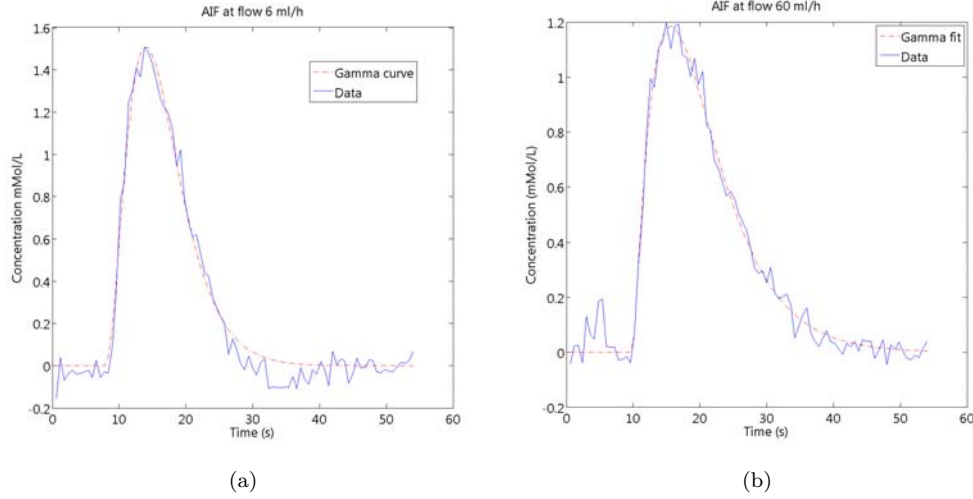 AIF at flow 6 ml/h
1.6
1.4
1.2
1
0.8
0.6
0.4
0.2
0
-0.2
Concentration mMol/L
Gamma curve
Data
0 10 20 30 40 50 60
Time (s)
(a)
AIF at flow 60 ml/h
1.2
1
0.8
0.6
0.4
0.2
0
-0.2
Concentration (mMol/L)
Gamma fit
Data
0 10 20 30 40 50 60
Time (s)
(b)